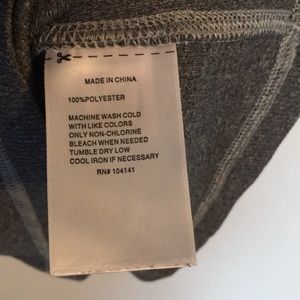 MADE IN CHINA
100%POLYESTER
MACHINE WASH COLD
WITH LIKE COLORS
ONLY NON-CHLORINE
BLEACH WHEN NEEDED
TUMBLE DRY LOW
COOL IRON IF NECESSARY
RN# 104141